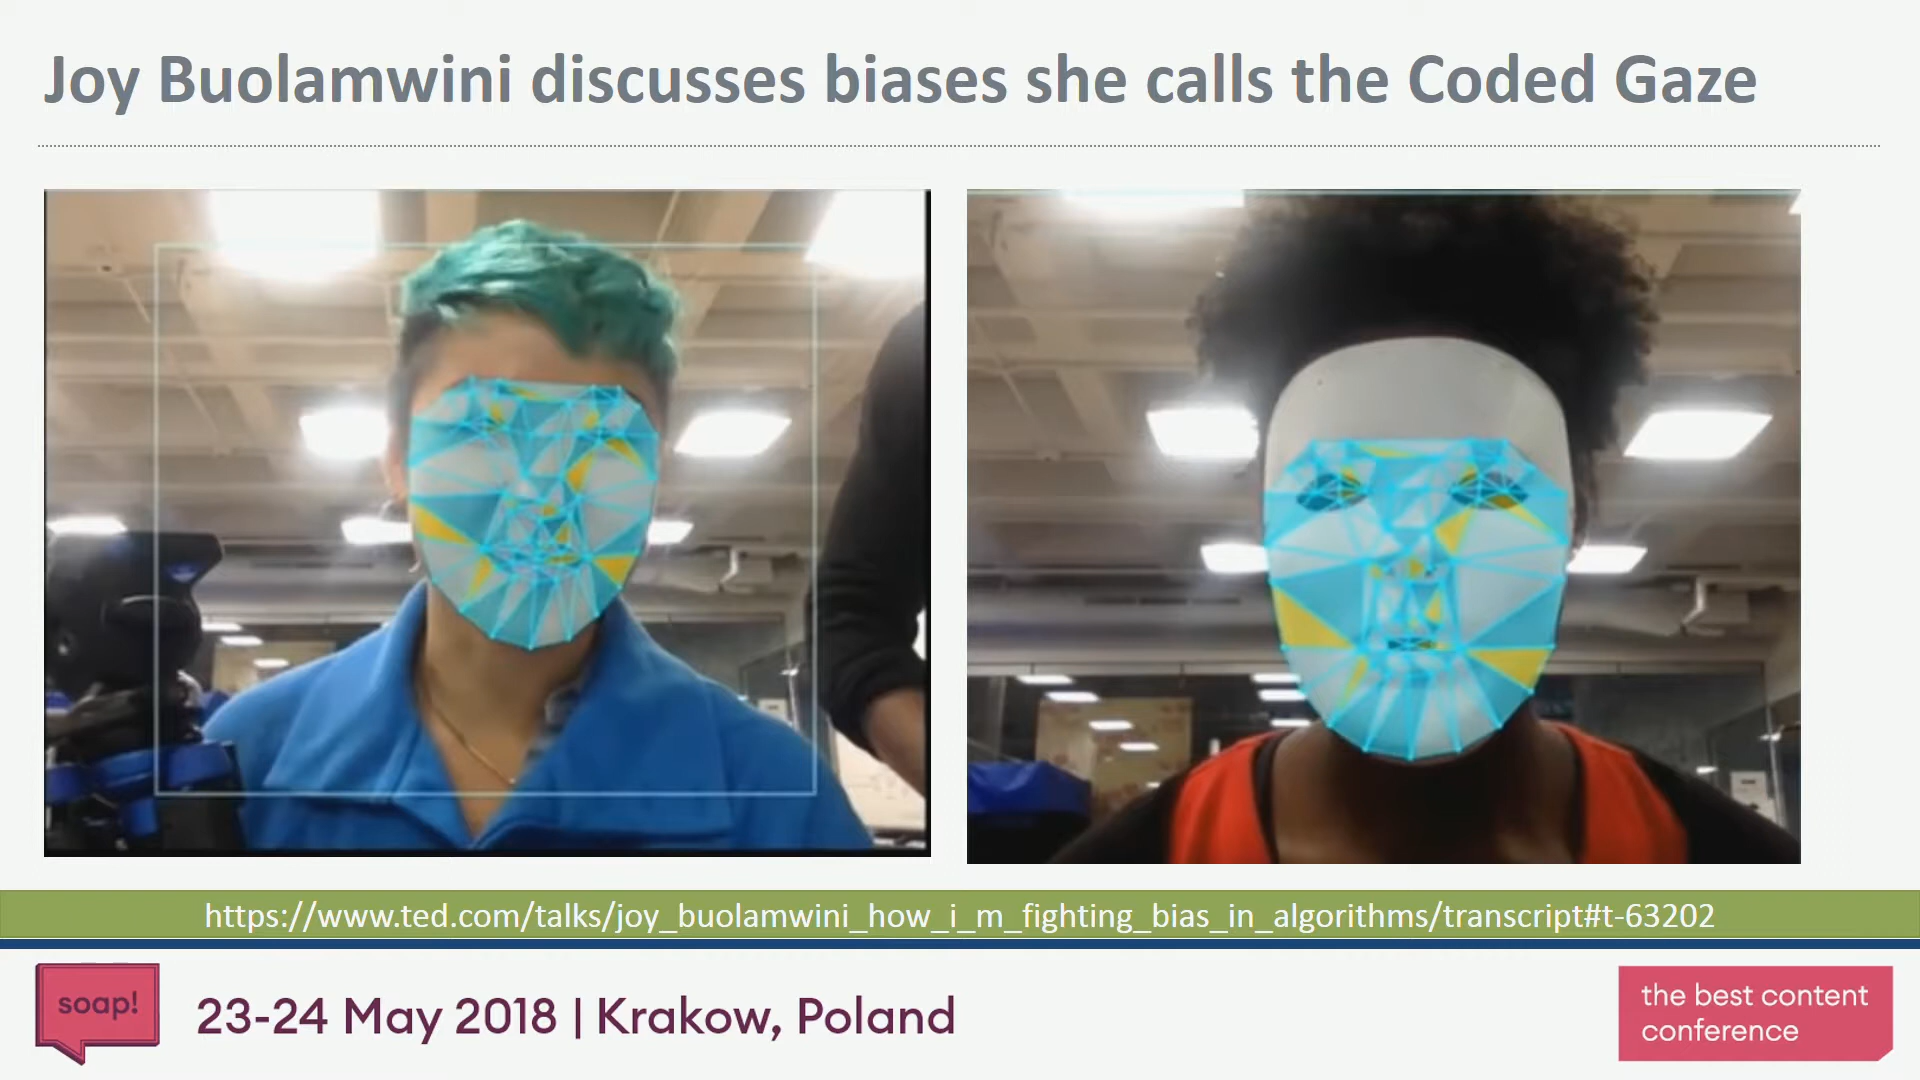 Joy Buolamwini discusses biases she calls the Coded Gaze
https://www.ted.com/talks/joy_buolamwini_how_i_m_fighting_bias_in_algorithms/transcript#t-63202
soap!
23-24 May 2018 | Krakow, Poland
the best content
conference